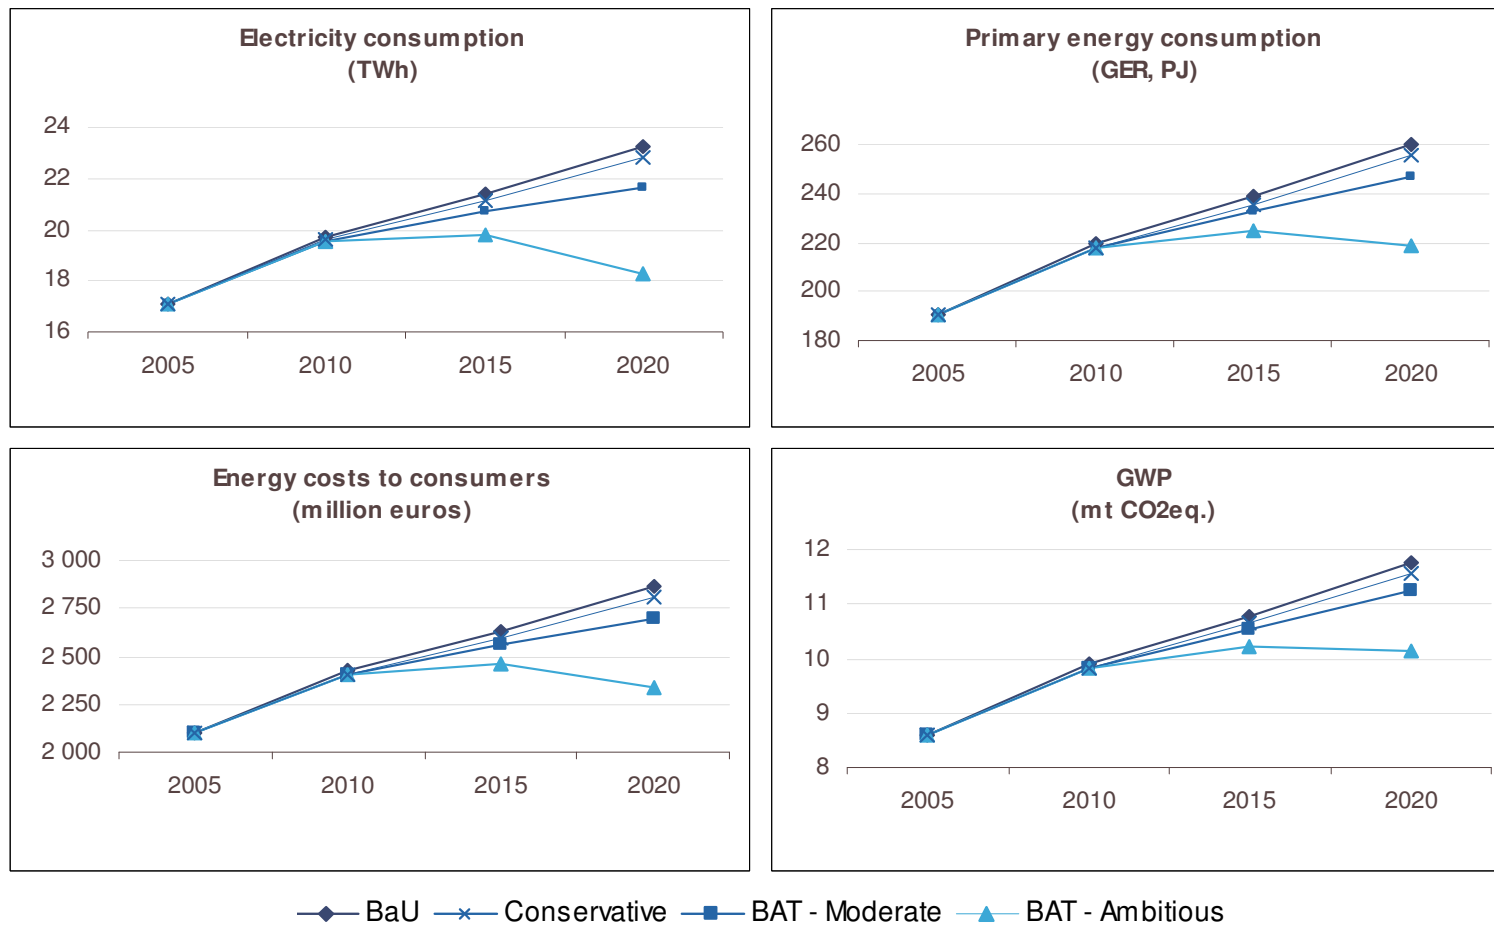 Electricity consumption
(TWh)
24
22
20
18
16
2005 2010 2015 2020
Primary energy consumption
(GER, PJ)
260
240
220
200
180
2005 2010 2015 2020
Energy costs to consumers
(million euros)
3 000
2 750
2 500
2 250
2 000
2005 2010 2015 2020
GWP
(mt CO2eq.)
12
11
10
9
8
2005 2010 2015 2020
BaU Conservative BAT - Moderate BAT - Ambitious